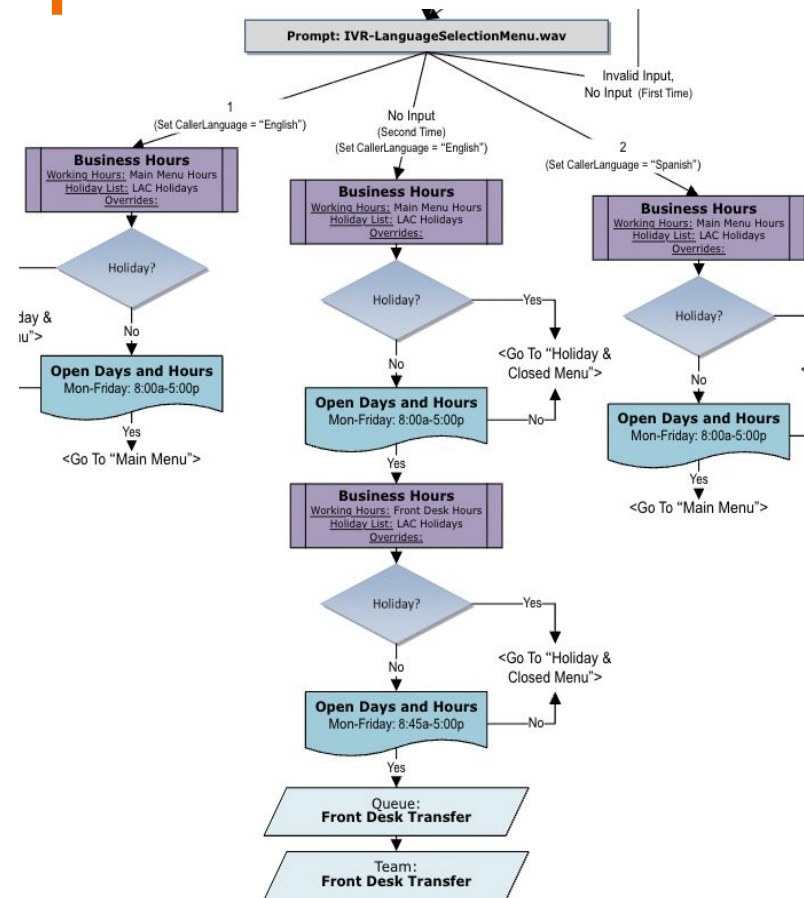 Prompt: IVR-LanguageSelectionMenu.wav
Invalid Input,
No Input (First Time)
1
(Set CallerLanguage = “English”)
No Input
(Second Time)
(Set CallerLanguage = “English”)
2
(Set CallerLanguage = “Spanish”)
Business Hours
Working Hours: Main Menu Hours
Holiday List: LAC Holidays
Overrides:
Holiday?
day &
nu”>
No
Open Days and Hours
Mon-Friday: 8:00a-5:00p
Yes
<Go To “Main Menu”>
Business Hours
Working Hours: Main Menu Hours
Holiday List: LAC Holidays
Overrides:
Holiday?
Yes
<Go To “Holiday &
Closed Menu”>
No
Open Days and Hours
Mon-Friday: 8:00a-5:00p
No
Yes
Business Hours
Working Hours: Front Desk Hours
Holiday List: LAC Holidays
Overrides:
Holiday?
Yes
<Go To “Holiday &
Closed Menu”>
No
Open Days and Hours
Mon-Friday: 8:45a-5:00p
No
Yes
Queue:
Front Desk Transfer
Team:
Front Desk Transfer
Business Hours
Working Hours: Main Menu Hours
Holiday List: LAC Holidays
Overrides:
Holiday?
<
No
Open Days and Hours
Mon-Friday: 8:00a-5:00p
Yes
<Go To “Main Menu”>